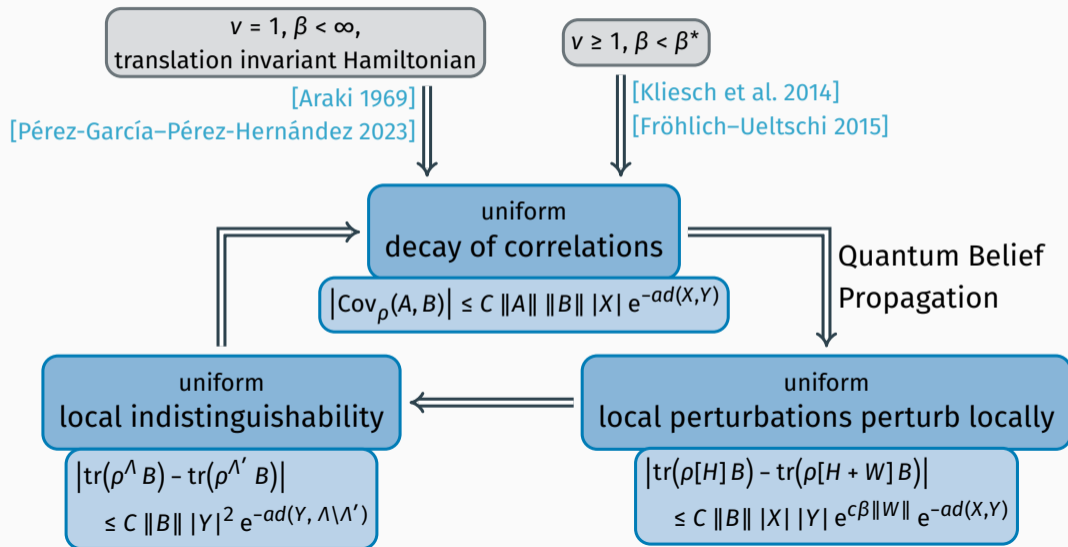 ν = 1, β < ∞,
translation invariant Hamiltonian
ν ≥ 1, β < β*
[Araki 1969]
[Pérez-García–Pérez-Hernández 2023]
[Kliesch et al. 2014]
[Fröhlich–Ueltschi 2015]
uniform
decay of correlations
|Cov_ρ(A, B)| ≤ C ‖A‖ ‖B‖ |X| e^{−ad(X,Y)}
Quantum Belief
Propagation
uniform
local indistinguishability
|tr(ρ^Λ B) − tr(ρ^{Λ′} B)|
≤ C ‖B‖ |Y|² e^{−ad(Y, Λ\Λ′)}
uniform
local perturbations perturb locally
|tr(ρ[H] B) − tr(ρ[H + W] B)|
≤ C ‖B‖ |X| |Y| e^{cβ‖W‖} e^{−ad(X,Y)}